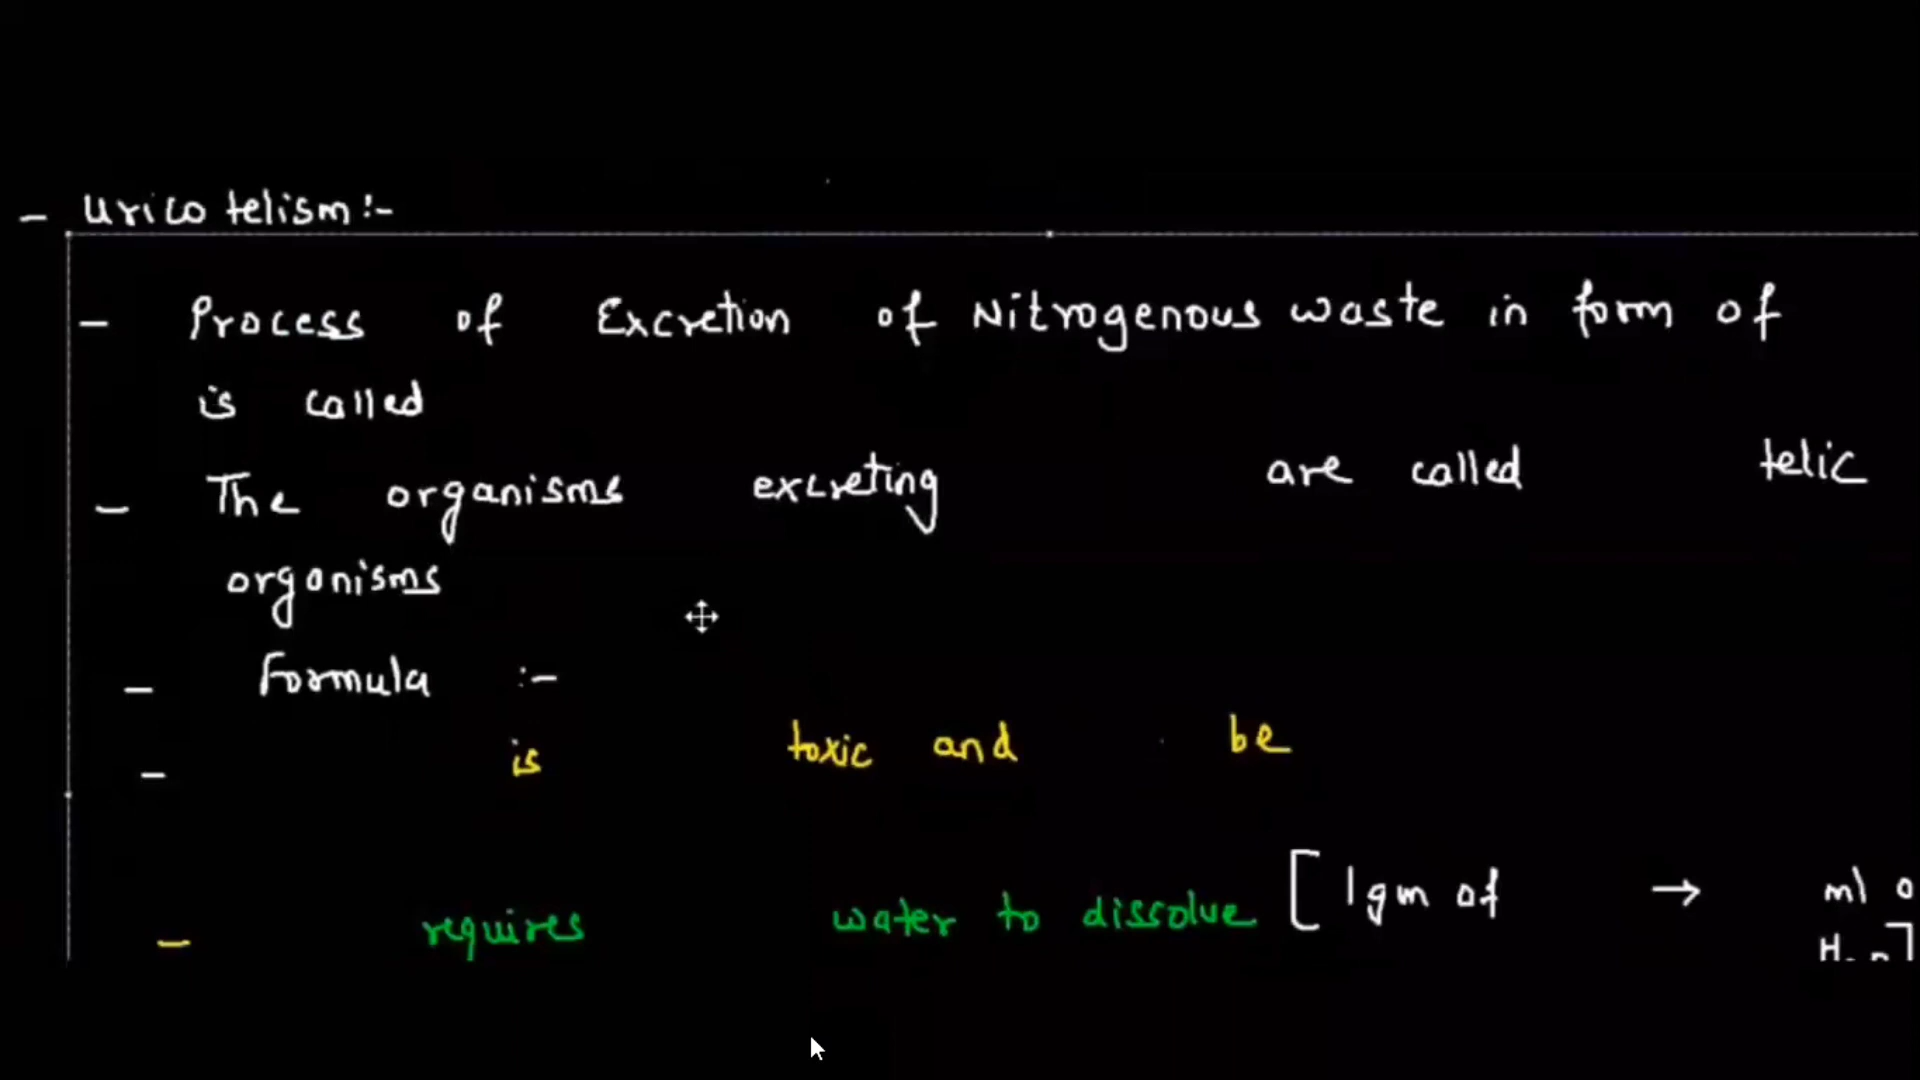 - Uricotelism :-
- Process of Excretion of Nitrogenous waste in form of
is called
- The organisms excreting are called telic
organisms
- Formula :-
- is toxic and be
- requires water to dissolve [ 1gm of → ml o
H